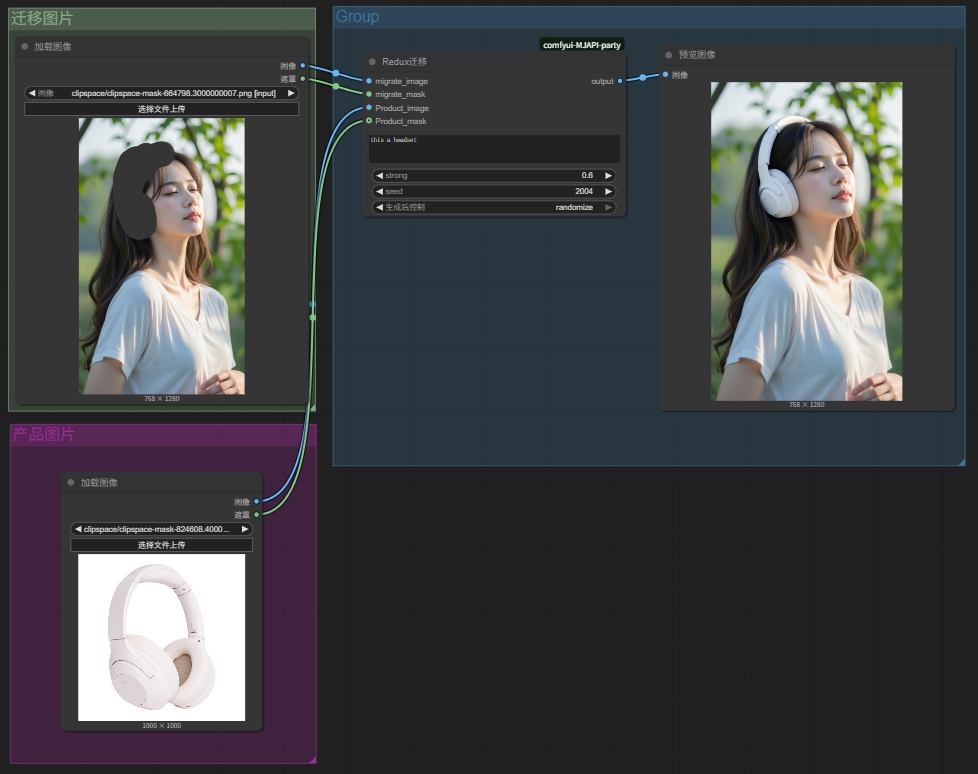 迁移图片
加载图像
图像
遮罩
图像 clipspace/clipspace-mask-664798.3000000007.png [input]
选择文件上传
768 × 1280
Group
comfyui-MJAPI-party
Redux迁移
migrate_image
output
migrate_mask
Product_image
Product_mask
this a headset
strong 0.6
seed 2004
生成后控制 randomize
预览图像
图像
768 × 1280
产品图片
加载图像
图像
遮罩
clipspace/clipspace-mask-824608.4000...
选择文件上传
1000 × 1000